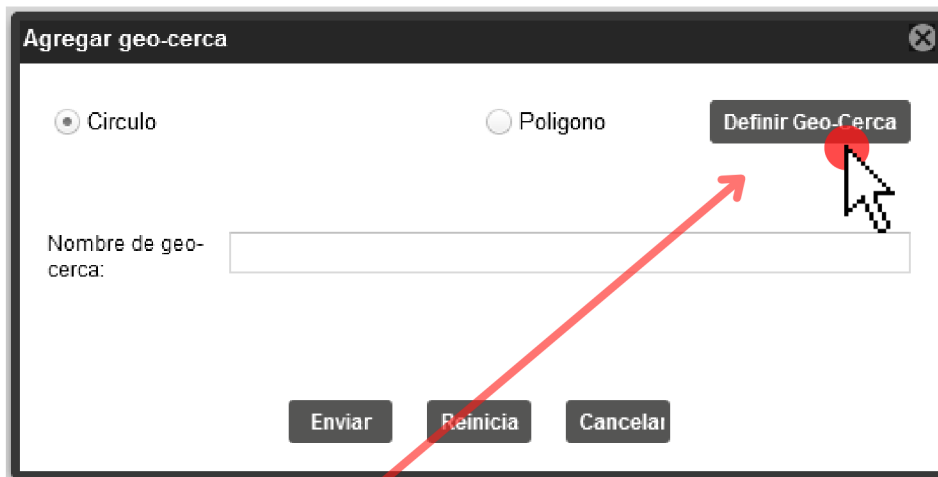 Agregar geo-cerca
Circulo
Poligono
Definir Geo-Cerca
Nombre de geo-
cerca:
Enviar
Reinicia
Cancelar